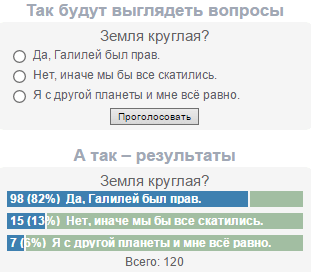 Так будут выглядеть вопросы
Земля круглая?
Да, Галилей был прав.
Нет, иначе мы бы все скатились.
Я с другой планеты и мне всё равно.
Проголосовать
А так – результаты
Земля круглая?
98 (82%) Да, Галилей был прав.
15 (13%) Нет, иначе мы бы все скатились.
7 (6%) Я с другой планеты и мне всё равно.
Всего: 120